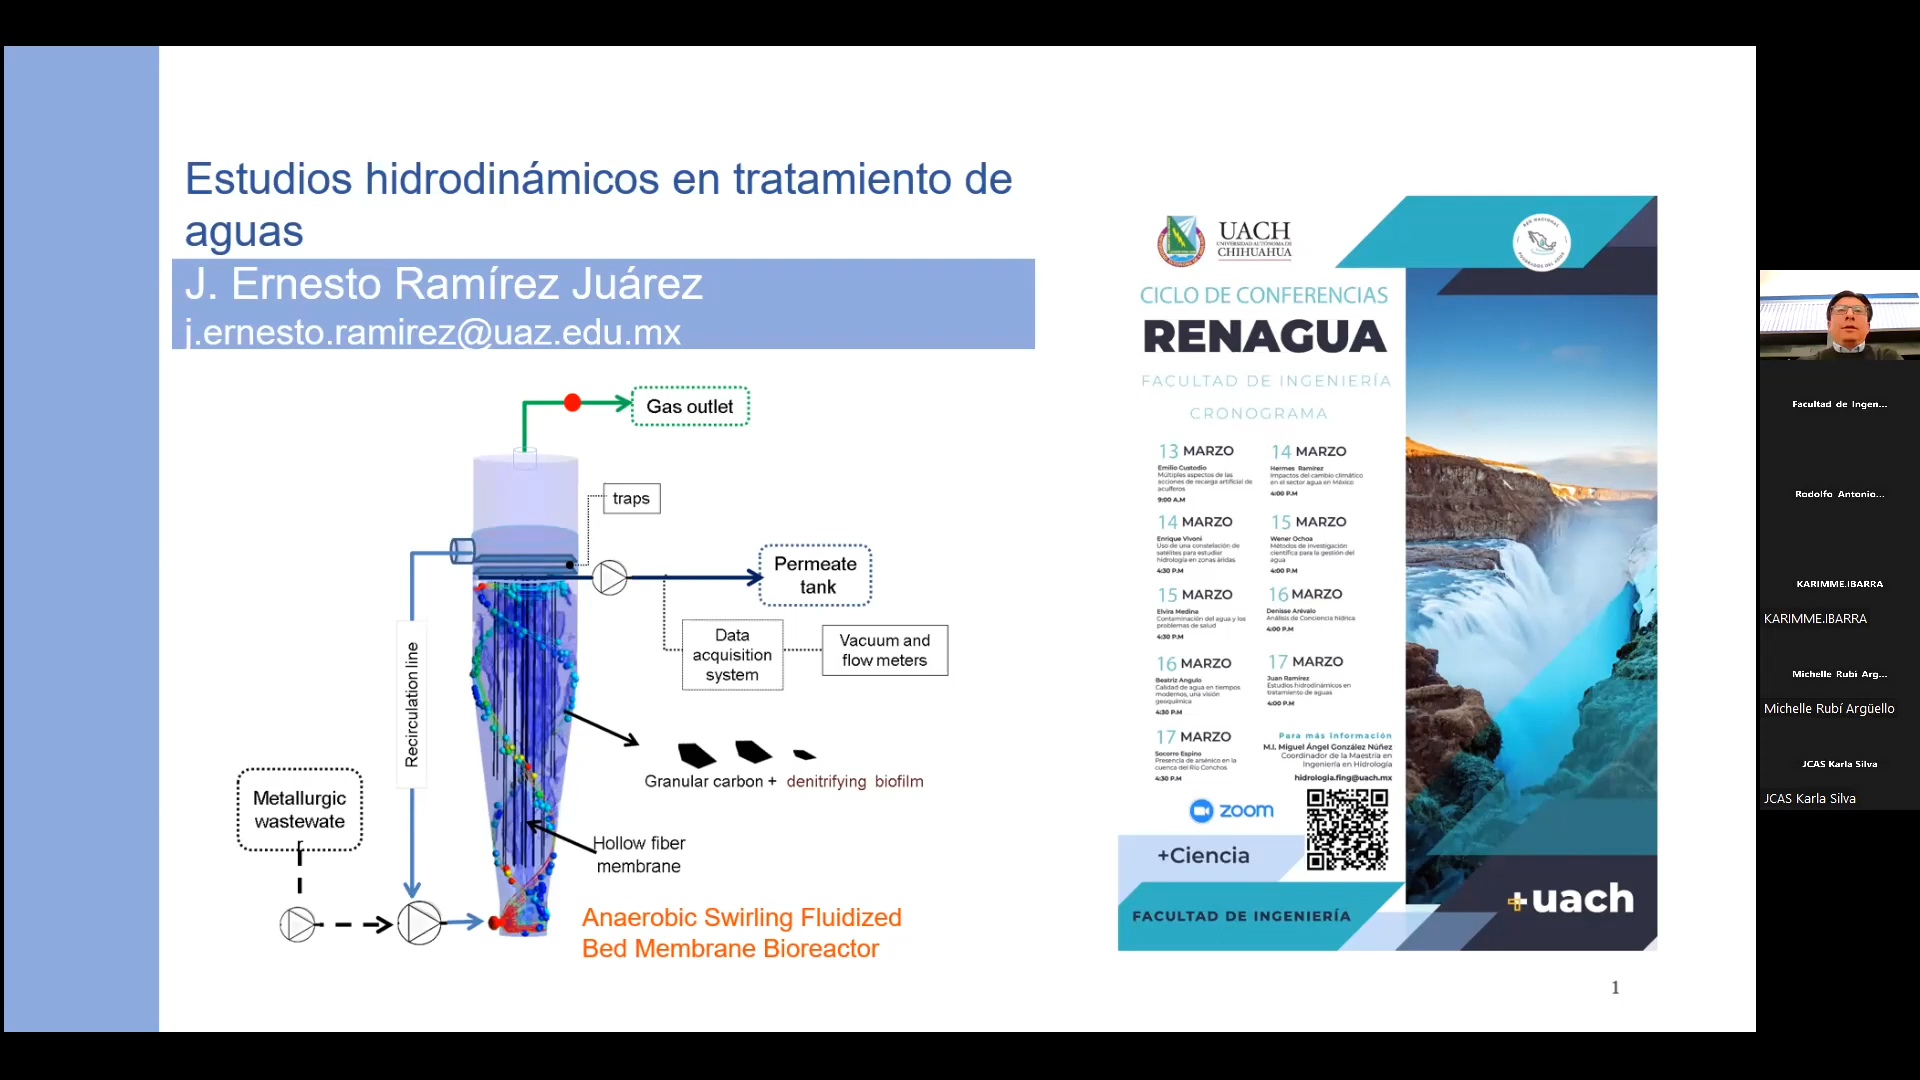 Estudios hidrodinámicos en tratamiento de
aguas
J. Ernesto Ramírez Juárez
j.ernesto.ramirez@uaz.edu.mx
Gas outlet
traps
Permeate
tank
Data
acquisition
system
Vacuum and
flow meters
Recirculation line
Granular carbon + denitrifying biofilm
Metallurgic
wastewate
r
Hollow fiber
membrane
Anaerobic Swirling Fluidized
Bed Membrane Bioreactor
UACH
UNIVERSIDAD AUTÓNOMA DE
CHIHUAHUA
CICLO DE CONFERENCIAS
RENAGUA
FACULTAD DE INGENIERÍA
CRONOGRAMA
13 MARZO
Emilio Custodio
Múltiples aspectos de las
acciones de recarga artificial de
acuíferos
9:00 A.M
14 MARZO
Hermes Ramírez
Impactos del cambio climático
en el sector agua en México
4:00 P.M
14 MARZO
Enrique Vivoni
Uso de una constelación de
satélites para estudiar
hidrología en zonas áridas
4:30 P.M
15 MARZO
Wener Ochoa
Métodos de investigación
científica para la gestión del
agua
4:00 P.M
15 MARZO
Elvira Medina
Contaminación del agua y los
problemas de salud
4:30 P.M
16 MARZO
Denisse Arévalo
Análisis de Conciencia hídrica
4:00 P.M
16 MARZO
Beatriz Angulo
Calidad de agua en tiempos
modernos, una visión
geoquímica
4:30 P.M
17 MARZO
Juan Ramírez
Estudios hidrodinámicos en
tratamiento de aguas
4:00 P.M
17 MARZO
Socorro Espino
Presencia de arsénico en la
cuenca del Río Conchos.
4:30 P.M
Para más información
M.I. Miguel Ángel González Núñez
Coordinador de la Maestría en
Ingeniería en Hidrología
hidrologia.fing@uach.mx
zoom
+Ciencia
FACULTAD DE INGENIERÍA
+uach
1
Facultad de Ingen...
Rodolfo Antonio...
KARIMME.IBARRA
KARIMME.IBARRA
Michelle Rubí Arg...
Michelle Rubí Argüello
JCAS Karla Silva
JCAS Karla Silva